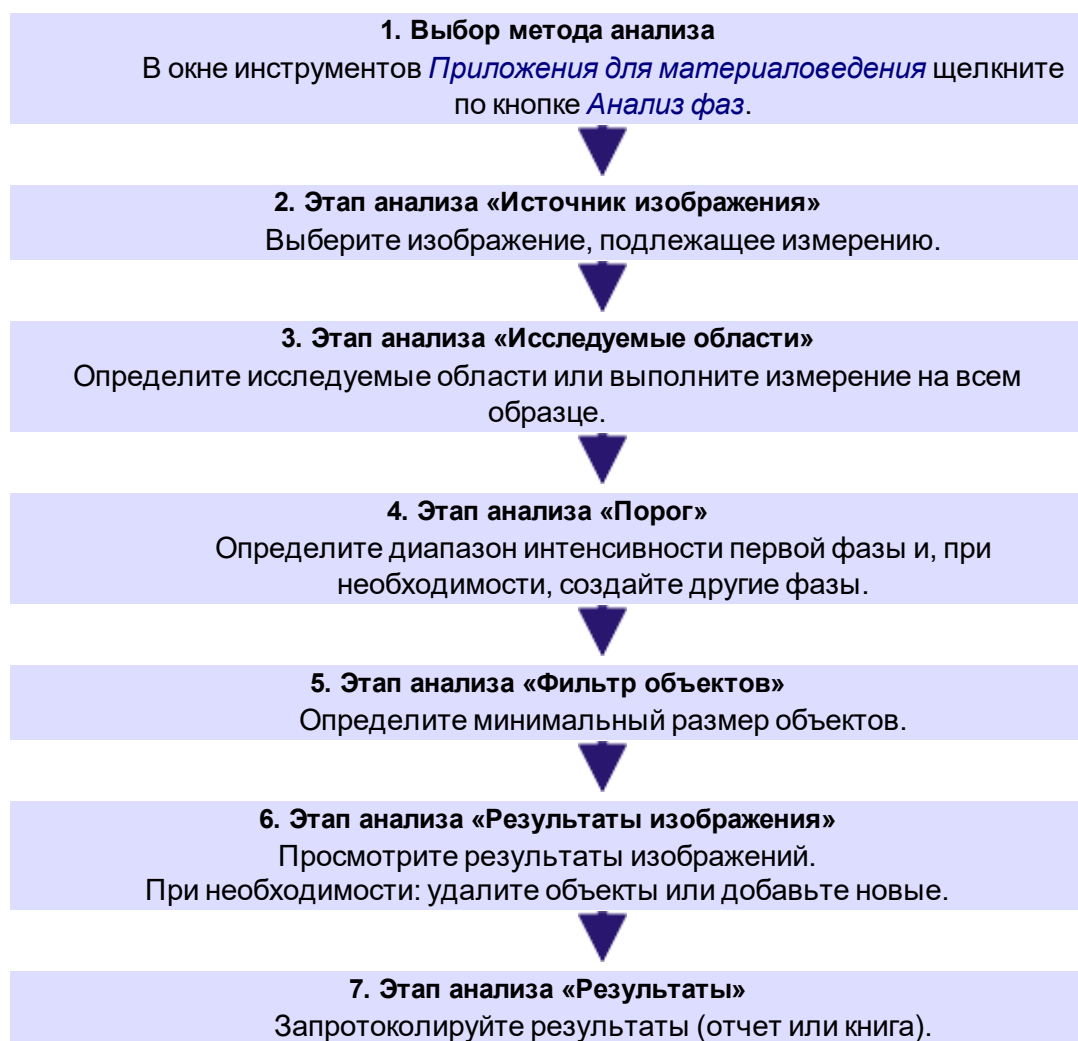 1. Выбор метода анализа
В окне инструментов Приложения для материаловедения щелкните
по кнопке Анализ фаз.
2. Этап анализа «Источник изображения»
Выберите изображение, подлежащее измерению.
3. Этап анализа «Исследуемые области»
Определите исследуемые области или выполните измерение на всем
образце.
4. Этап анализа «Порог»
Определите диапазон интенсивности первой фазы и, при
необходимости, создайте другие фазы.
5. Этап анализа «Фильтр объектов»
Определите минимальный размер объектов.
6. Этап анализа «Результаты изображения»
Просмотрите результаты изображений.
При необходимости: удалите объекты или добавьте новые.
7. Этап анализа «Результаты»
Запротоколируйте результаты (отчет или книга).